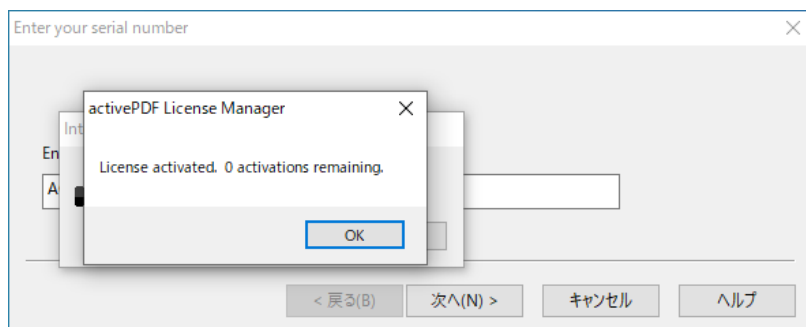 Enter your serial number
activePDF License Manager
Int
License activated. 0 activations remaining.
En
A
OK
< 戻る(B)
次へ(N) >
キャンセル
ヘルプ